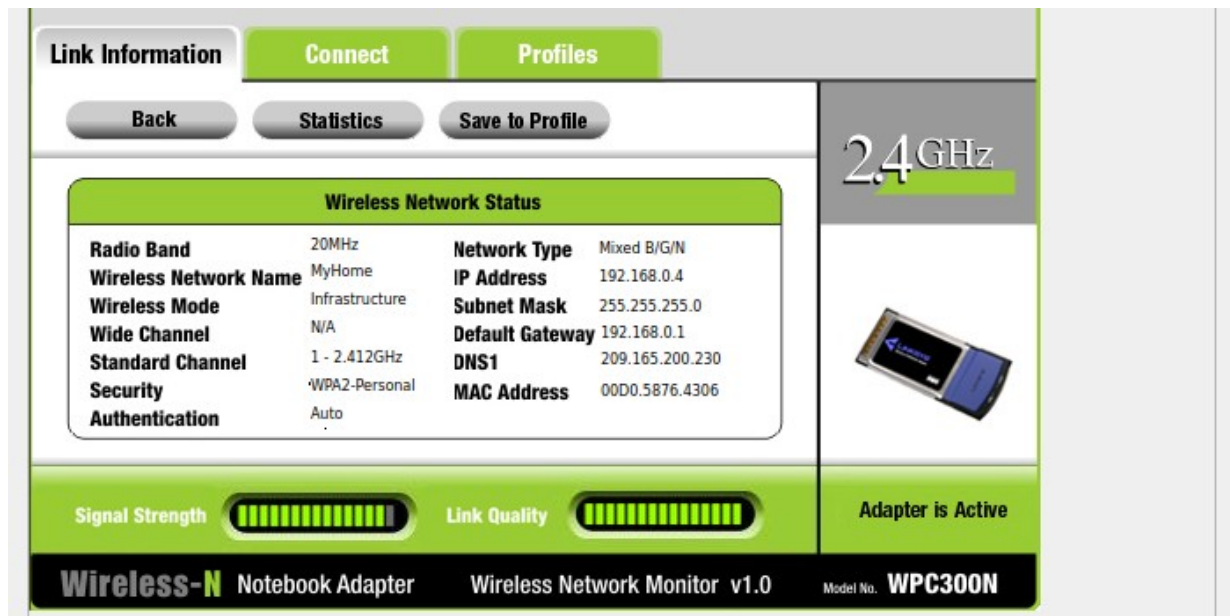 Link Information Connect Profiles
Back Statistics Save to Profile
2.4GHz
Wireless Network Status
Radio Band 20MHz Network Type Mixed B/G/N
Wireless Network Name MyHome IP Address 192.168.0.4
Wireless Mode Infrastructure Subnet Mask 255.255.255.0
Wide Channel N/A Default Gateway 192.168.0.1
Standard Channel 1 - 2.412GHz DNS1 209.165.200.230
Security WPA2-Personal MAC Address 00D0.5876.4306
Authentication Auto
LINKSYS
Signal Strength Link Quality Adapter is Active
Wireless-N Notebook Adapter Wireless Network Monitor v1.0 Model No. WPC300N